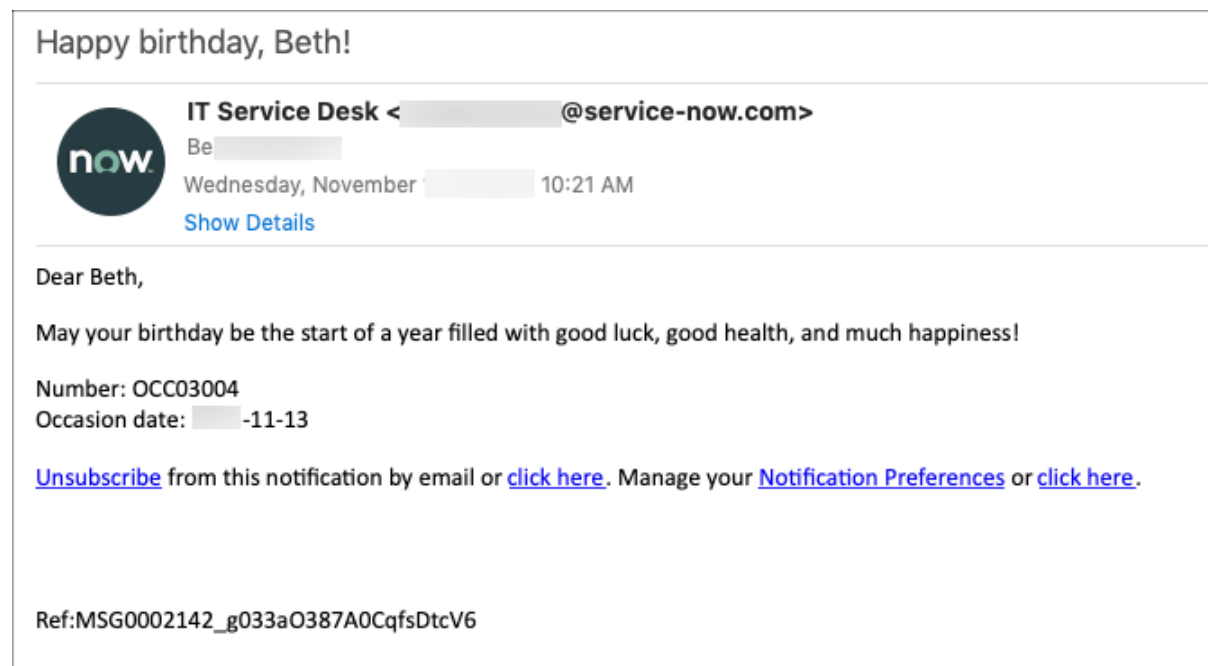 Happy birthday, Beth!
IT Service Desk < @service-now.com>
now.
Be
Wednesday, November 10:21 AM
Show Details
Dear Beth,
May your birthday be the start of a year filled with good luck, good health, and much happiness!
Number: OCC03004
Occasion date: -11-13
Unsubscribe from this notification by email or click here. Manage your Notification Preferences or click here.
Ref:MSG0002142_g033aO387A0CqfsDtcV6